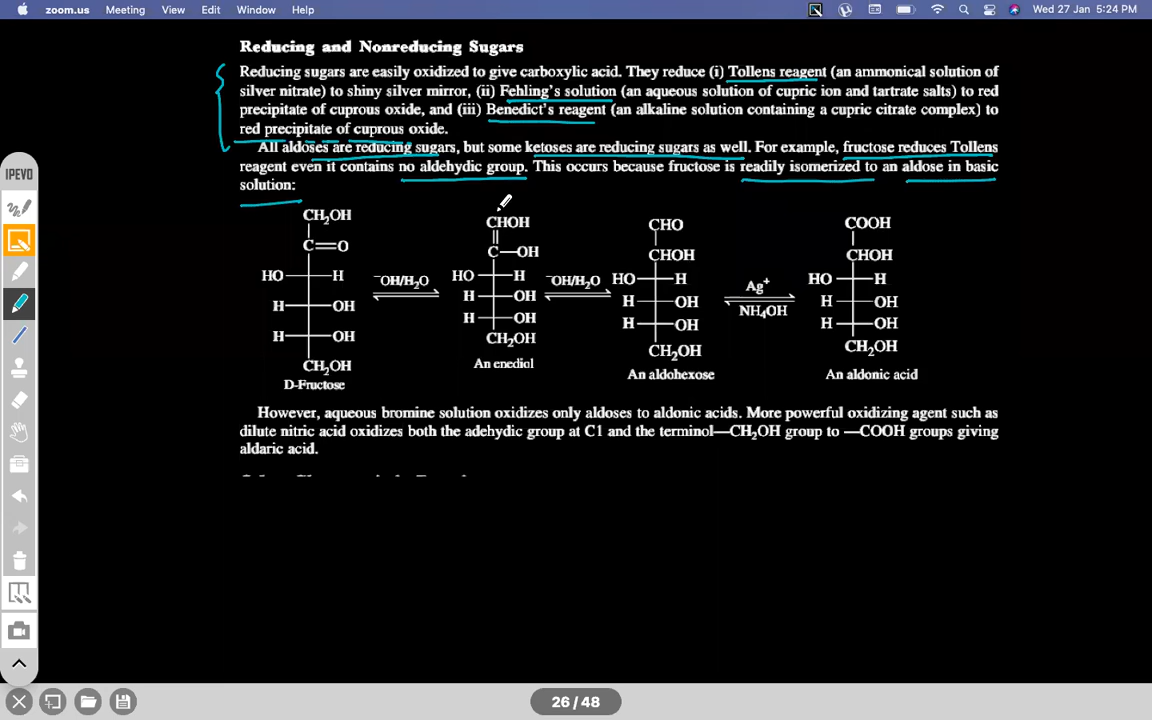 zoom.us Meeting View Edit Window Help Wed 27 Jan 5:24 PM
Reducing and Nonreducing Sugars
Reducing sugars are easily oxidized to give carboxylic acid. They reduce (i) Tollens reagent (an ammonical solution of
silver nitrate) to shiny silver mirror, (ii) Fehling's solution (an aqueous solution of cupric ion and tartrate salts) to red
precipitate of cuprous oxide, and (iii) Benedict's reagent (an alkaline solution containing a cupric citrate complex) to
red precipitate of cuprous oxide.
All aldoses are reducing sugars, but some ketoses are reducing sugars as well. For example, fructose reduces Tollens
reagent even it contains no aldehydic group. This occurs because fructose is readily isomerized to an aldose in basic
solution:
IPEVO
CH₂OH
C=O
HO H
H OH
H OH
CH₂OH
D-Fructose
⁻OH/H₂O
CHOH
C—OH
HO H
H OH
H OH
CH₂OH
An enediol
⁻OH/H₂O
CHO
CHOH
HO H
H OH
H OH
CH₂OH
An aldohexose
Ag⁺
NH₄OH
COOH
CHOH
HO H
H OH
H OH
CH₂OH
An aldonic acid
However, aqueous bromine solution oxidizes only aldoses to aldonic acids. More powerful oxidizing agent such as
dilute nitric acid oxidizes both the adehydic group at C1 and the terminol—CH₂OH group to —COOH groups giving
aldaric acid.
26 / 48